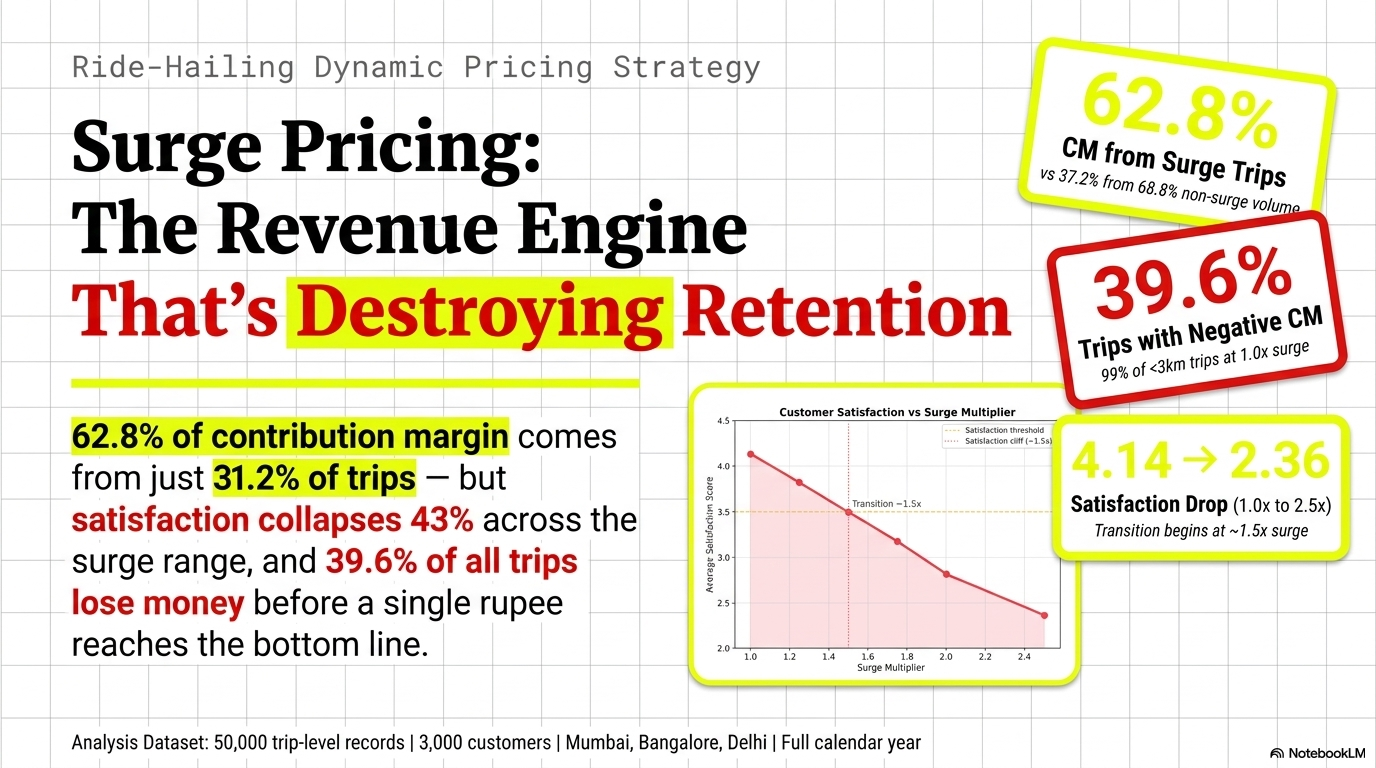 Ride-Hailing Dynamic Pricing Strategy
Surge Pricing:
The Revenue Engine
That's Destroying Retention
62.8% of contribution margin comes
from just 31.2% of trips — but
satisfaction collapses 43% across the
surge range, and 39.6% of all trips
lose money before a single rupee
reaches the bottom line.
62.8%
CM from Surge Trips
vs 37.2% from 68.8% non-surge volume
39.6%
Trips with Negative CM
99% of <3km trips at 1.0x surge
4.14 → 2.36
Satisfaction Drop (1.0x to 2.5x)
Transition begins at ~1.5x surge
Customer Satisfaction vs Surge Multiplier
Satisfaction threshold
Satisfaction cliff (~1.5s)
Transition ~1.5x
Average Satisfaction Score
4.5
4.0
3.5
3.0
2.5
2.0
1.0 1.2 1.4 1.6 1.8 2.0 2.2 2.4
Surge Multiplier
Analysis Dataset: 50,000 trip-level records | 3,000 customers | Mumbai, Bangalore, Delhi | Full calendar year
NotebookLM